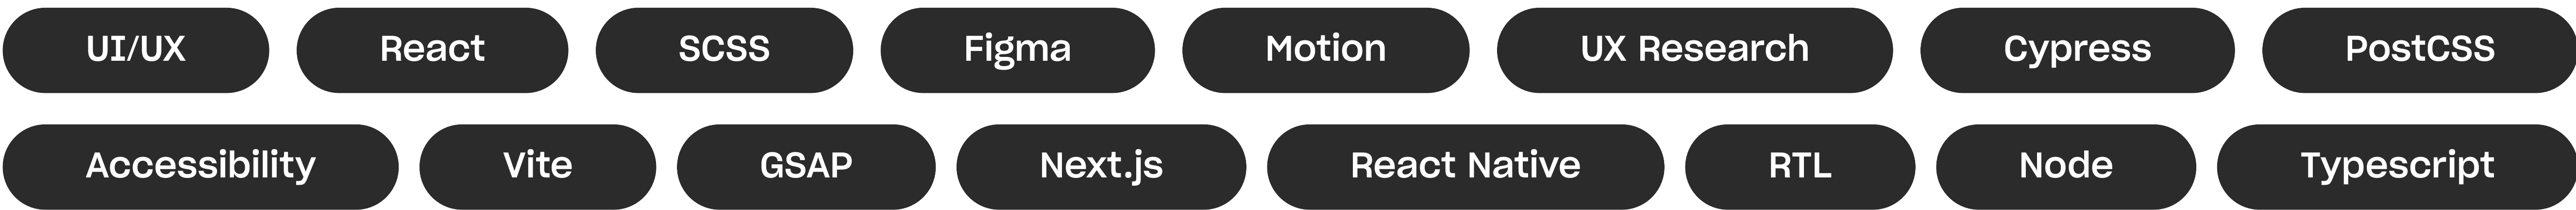 UI/UX React SCSS Figma Motion UX Research Cypress PostCSS
Accessibility Vite GSAP Next.js React Native RTL Node Typescript